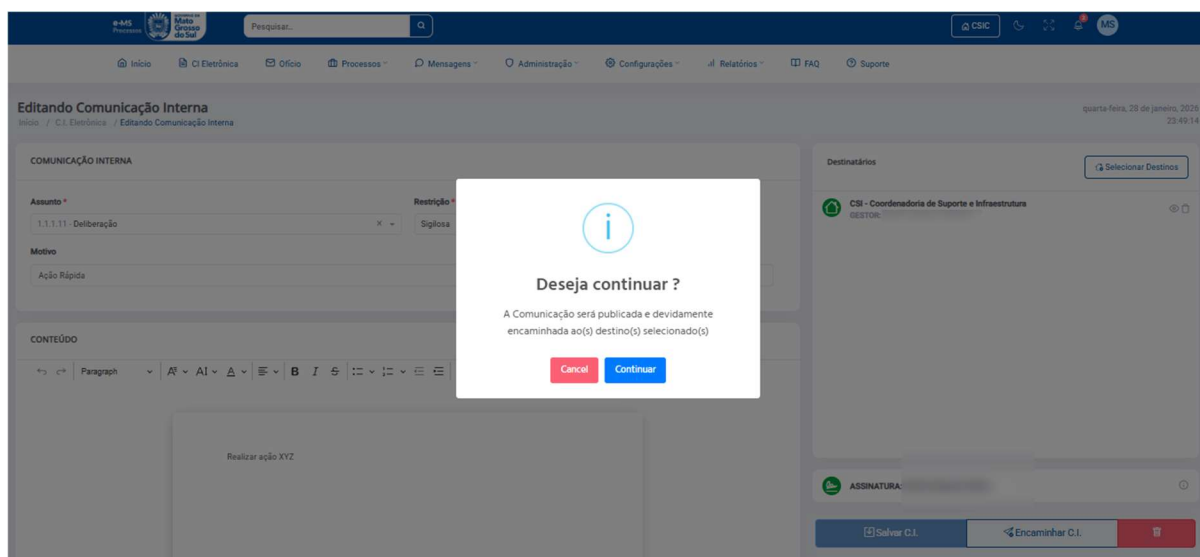 e-MS
Processos
GOVERNO DE
Mato
Grosso
do Sul
Pesquisar...
CSIC
MS
Início
CI Eletrônica
Ofício
Processos
Mensagens
Administração
Configurações
Relatórios
FAQ
Suporte
Editando Comunicação Interna
Início / C.I. Eletrônica / Editando Comunicação Interna
quarta-feira, 28 de janeiro, 2026
23:49:14
COMUNICAÇÃO INTERNA
Assunto *
Restrição *
1.1.1.11 - Deliberação
Sigilosa
Motivo
Ação Rápida
CONTEÚDO
Paragraph
Realizar ação XYZ
Deseja continuar ?
A Comunicação será publicada e devidamente
encaminhada ao(s) destino(s) selecionado(s)
Cancel
Continuar
Destinatários
Selecionar Destinos
CSI - Coordenadoria de Suporte e Infraestrutura
GESTOR:
ASSINATURA:
Salvar C.I.
Encaminhar C.I.